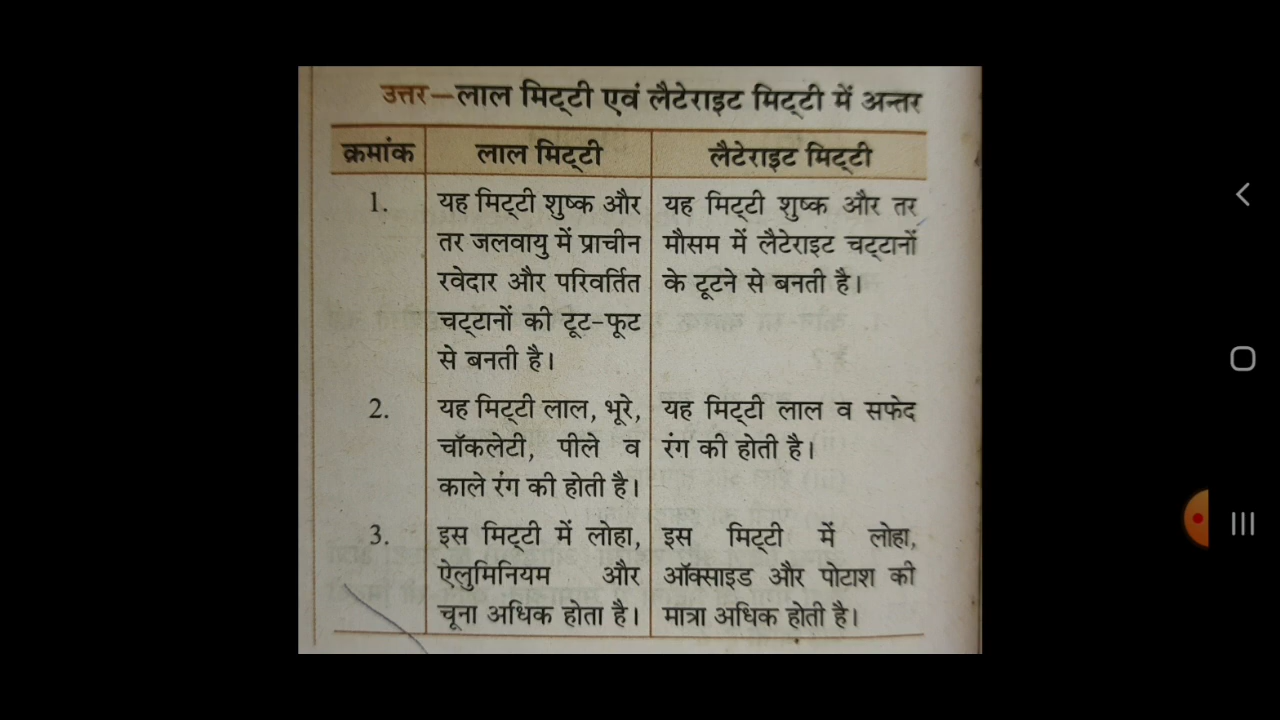 उत्तर—लाल मिट्‌टी एवं लैटेराइट मिट्‌टी में अन्तर
क्रमांक लाल मिट्‌टी लैटेराइट मिट्‌टी
1. यह मिट्‌टी शुष्क और यह मिट्‌टी शुष्क और तर
तर जलवायु में प्राचीन मौसम में लैटेराइट चट्‌टानों
रवेदार और परिवर्तित के टूटने से बनती है।
चट्‌टानों की टूट-फूट
से बनती है।
2. यह मिट्‌टी लाल, भूरे, यह मिट्‌टी लाल व सफेद
चॉकलेटी, पीले व रंग की होती है।
काले रंग की होती है।
3. इस मिट्‌टी में लोहा, इस मिट्‌टी में लोहा,
ऐलुमिनियम और ऑक्साइड और पोटाश की
चूना अधिक होता है। मात्रा अधिक होती है।